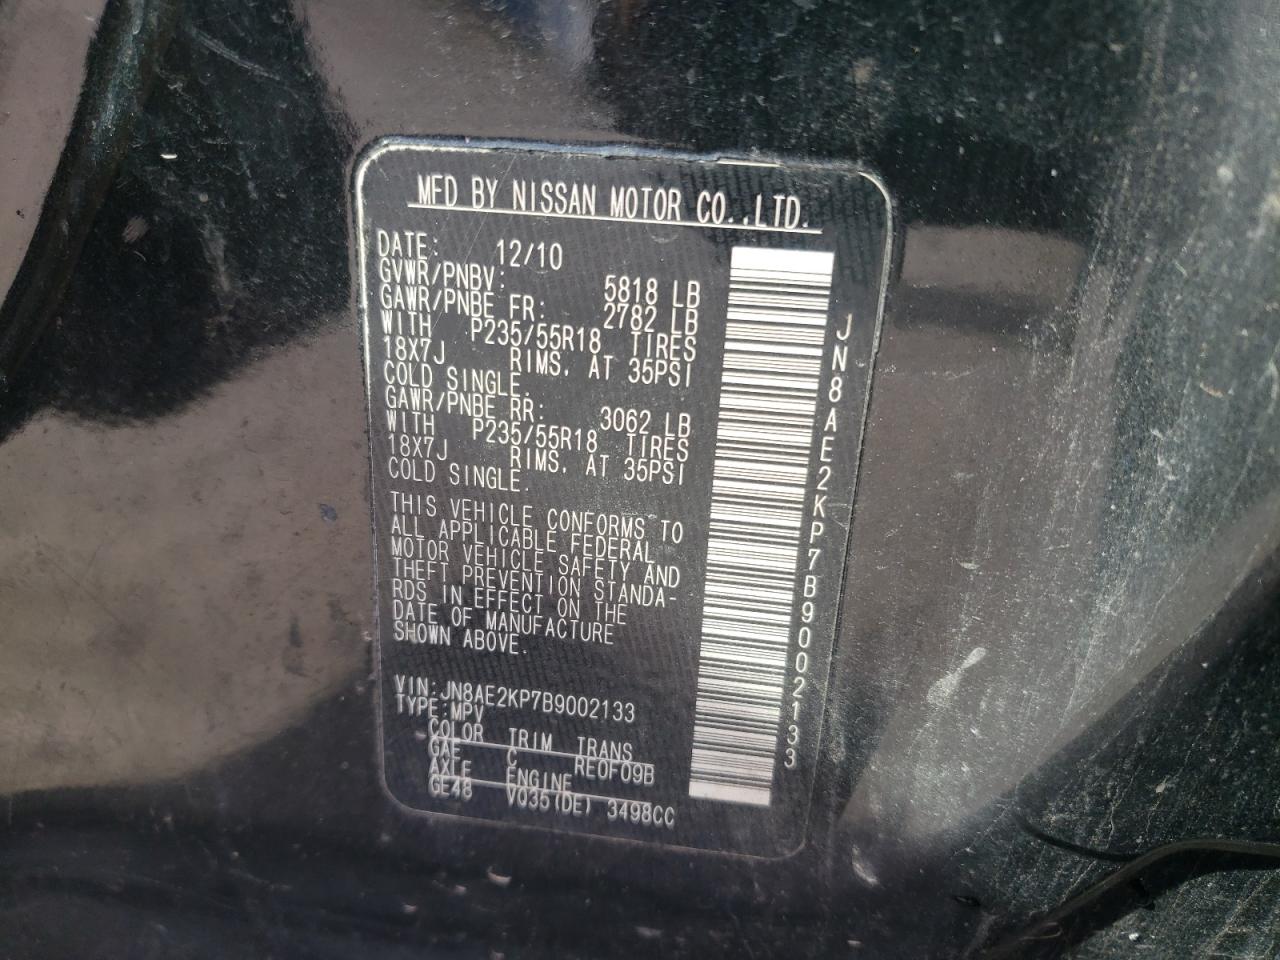 MFD BY NISSAN MOTOR CO.,LTD.
DATE: 12/10
GVWR/PNBV: 5818 LB
GAWR/PNBE FR: 2782 LB
WITH P235/55R18 TIRES
18X7J RIMS. AT 35PSI
COLD SINGLE.
GAWR/PNBE RR: 3062 LB
WITH P235/55R18 TIRES
18X7J RIMS. AT 35PSI
COLD SINGLE.
THIS VEHICLE CONFORMS TO
ALL APPLICABLE FEDERAL
MOTOR VEHICLE SAFETY AND
THEFT PREVENTION STANDA-
RDS IN EFFECT ON THE
DATE OF MANUFACTURE
SHOWN ABOVE.
VIN:JN8AE2KP7B9002133
TYPE:MPV
COLOR TRIM TRANS
GAE C RE0F09B
AXLE ENGINE
GE48 VQ35(DE) 3498CC
JN8AE2KP7B9002133